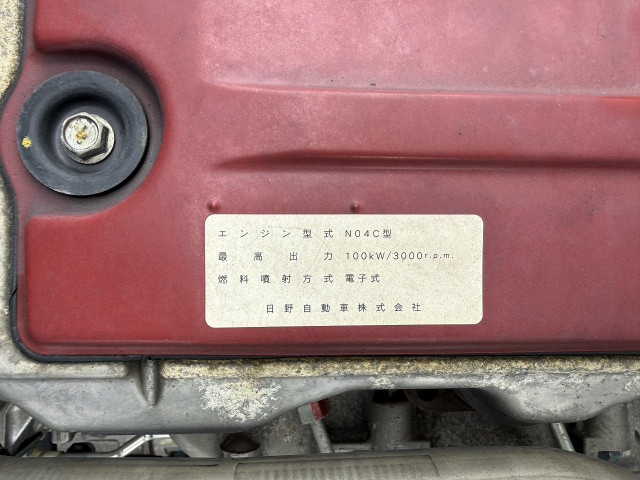 エンジン型式 N04C型
最高出力 100kW/3000r.p.m.
燃料噴射方式 電子式
日野自動車株式会社